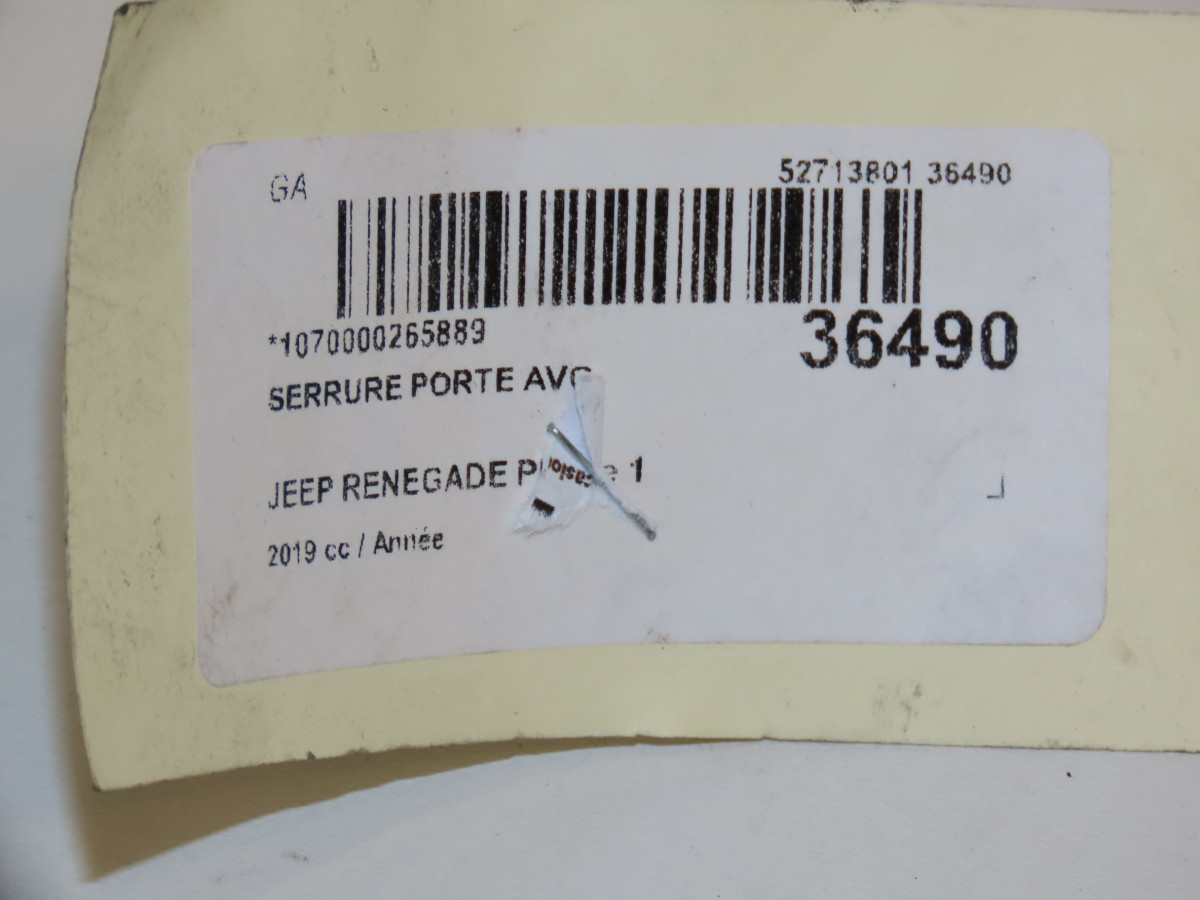 GA
52713801 36490
*1070000265889
36490
SERRURE PORTE AVG
JEEP RENEGADE 1
2019 cc / Année